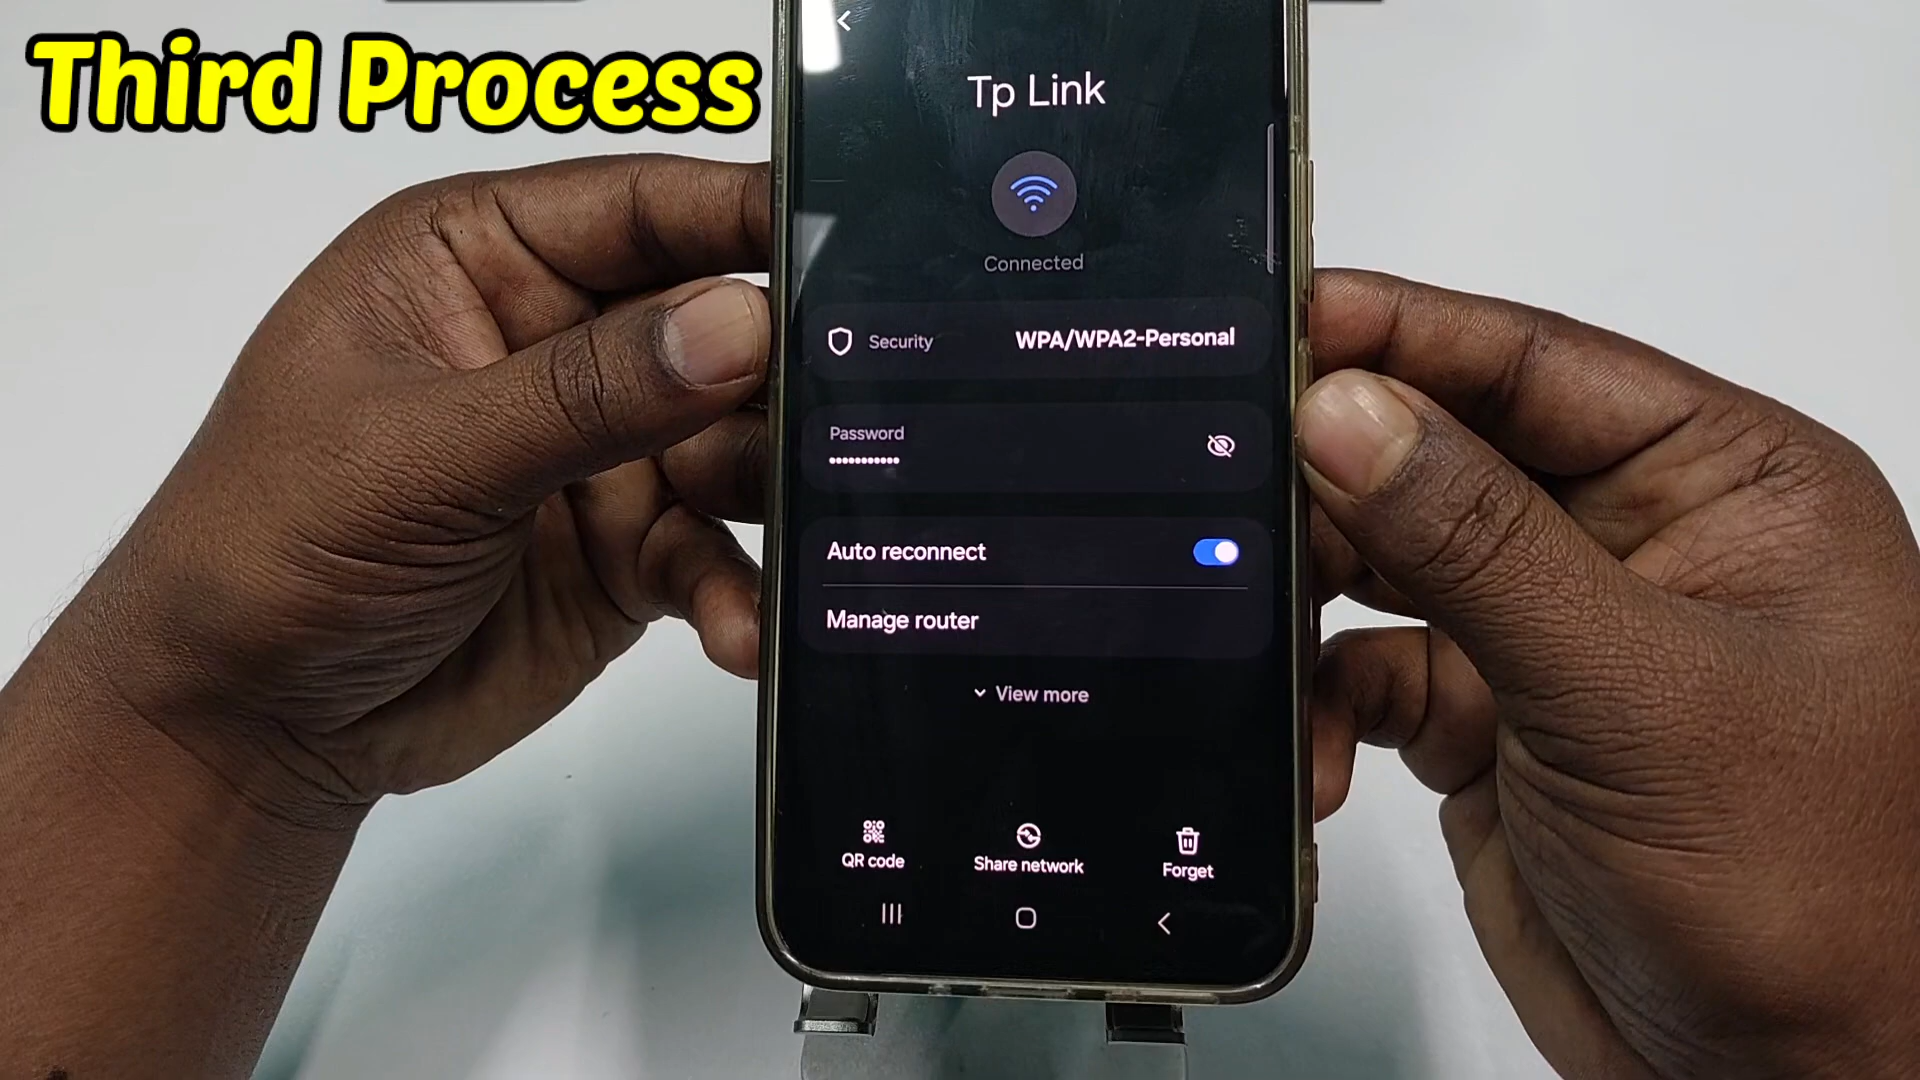 Third Process
Tp Link
Connected
Security WPA/WPA2-Personal
Password
•••••••••••
Auto reconnect
Manage router
View more
QR code Share network Forget